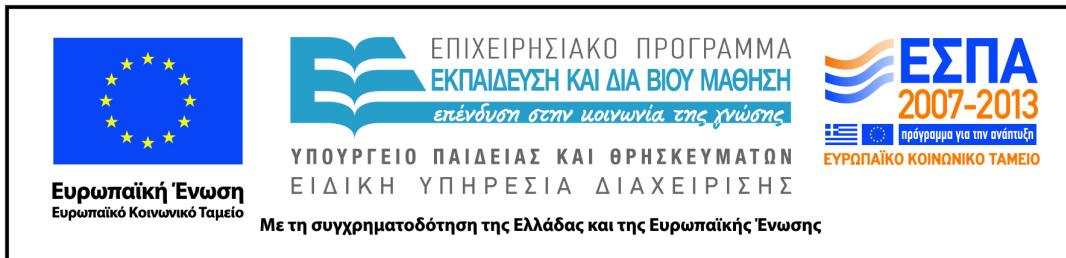 Ευρωπαϊκή Ένωση
Ευρωπαϊκό Κοινωνικό Ταμείο
ΕΠΙΧΕΙΡΗΣΙΑΚΟ ΠΡΟΓΡΑΜΜΑ
ΕΚΠΑΙΔΕΥΣΗ ΚΑΙ ΔΙΑ ΒΙΟΥ ΜΑΘΗΣΗ
επένδυση στην κοινωνία της γνώσης
ΥΠΟΥΡΓΕΙΟ ΠΑΙΔΕΙΑΣ ΚΑΙ ΘΡΗΣΚΕΥΜΑΤΩΝ
ΕΙΔΙΚΗ ΥΠΗΡΕΣΙΑ ΔΙΑΧΕΙΡΙΣΗΣ
ΕΣΠΑ
2007-2013
πρόγραμμα για την ανάπτυξη
ΕΥΡΩΠΑΪΚΟ ΚΟΙΝΩΝΙΚΟ ΤΑΜΕΙΟ
Με τη συγχρηματοδότηση της Ελλάδας και της Ευρωπαϊκής Ένωσης